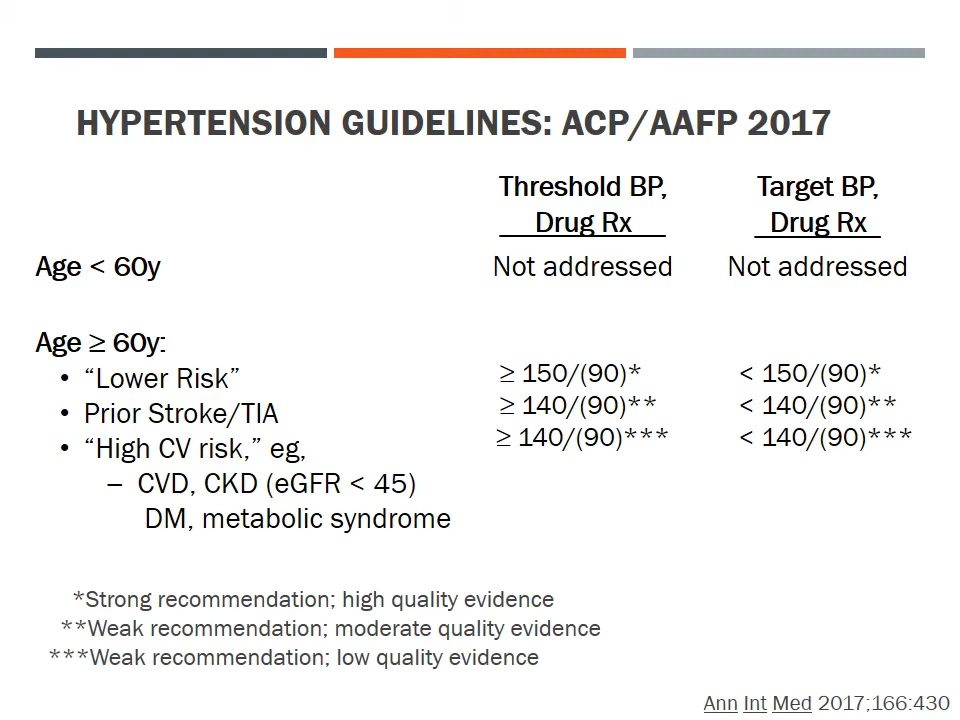 HYPERTENSION GUIDELINES: ACP/AAFP 2017
Threshold BP, Target BP,
Drug Rx Drug Rx
Age < 60y Not addressed Not addressed
Age ≥ 60y:
• “Lower Risk” ≥ 150/(90)* < 150/(90)*
• Prior Stroke/TIA ≥ 140/(90)** < 140/(90)**
• “High CV risk,” eg, ≥ 140/(90)*** < 140/(90)***
– CVD, CKD (eGFR < 45)
DM, metabolic syndrome
*Strong recommendation; high quality evidence
**Weak recommendation; moderate quality evidence
***Weak recommendation; low quality evidence
Ann Int Med 2017;166:430